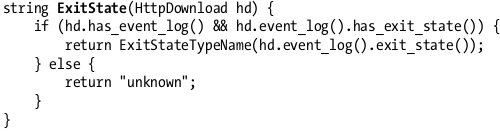 string ExitState(HttpDownload hd) {
    if (hd.has_event_log() && hd.event_log().has_exit_state()) {
        return ExitStateTypeName(hd.event_log().exit_state());
    } else {
        return "unknown";
    }
}